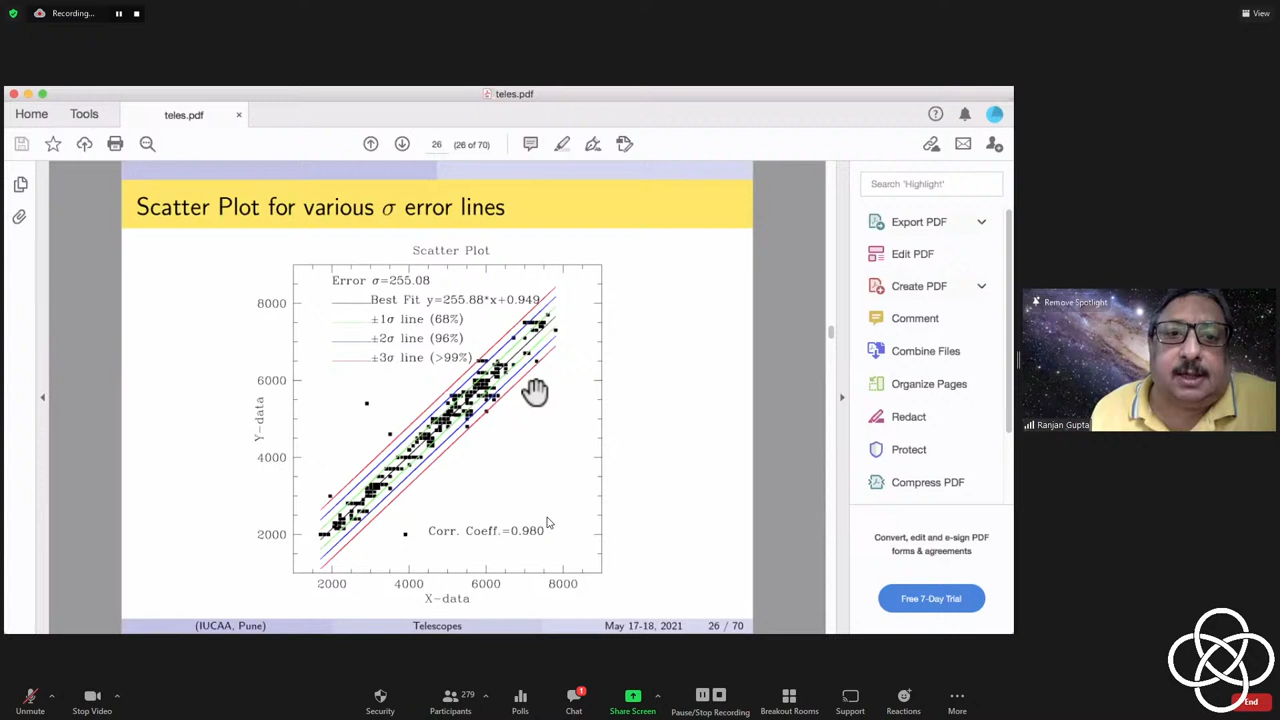 Recording...
View
teles.pdf
Home
Tools
teles.pdf
×
26
(26 of 70)
Scatter Plot for various σ error lines
Scatter Plot
Error σ=255.08
Best Fit y=255.88*x+0.949
±1σ line (68%)
±2σ line (96%)
±3σ line (>99%)
8000
6000
4000
2000
Y-data
Corr. Coeff.=0.980
2000
4000
6000
8000
X-data
(IUCAA, Pune)
Telescopes
May 17-18, 2021
26 / 70
Search 'Highlight'
Export PDF
Edit PDF
Create PDF
Comment
Combine Files
Organize Pages
Redact
Protect
Compress PDF
Convert, edit and e-sign PDF
forms & agreements
Free 7-Day Trial
Remove Spotlight
Ranjan Gupta
Unmute
Stop Video
Security
279
Participants
Polls
1
Chat
Share Screen
Pause/Stop Recording
Breakout Rooms
Support
Reactions
More
End